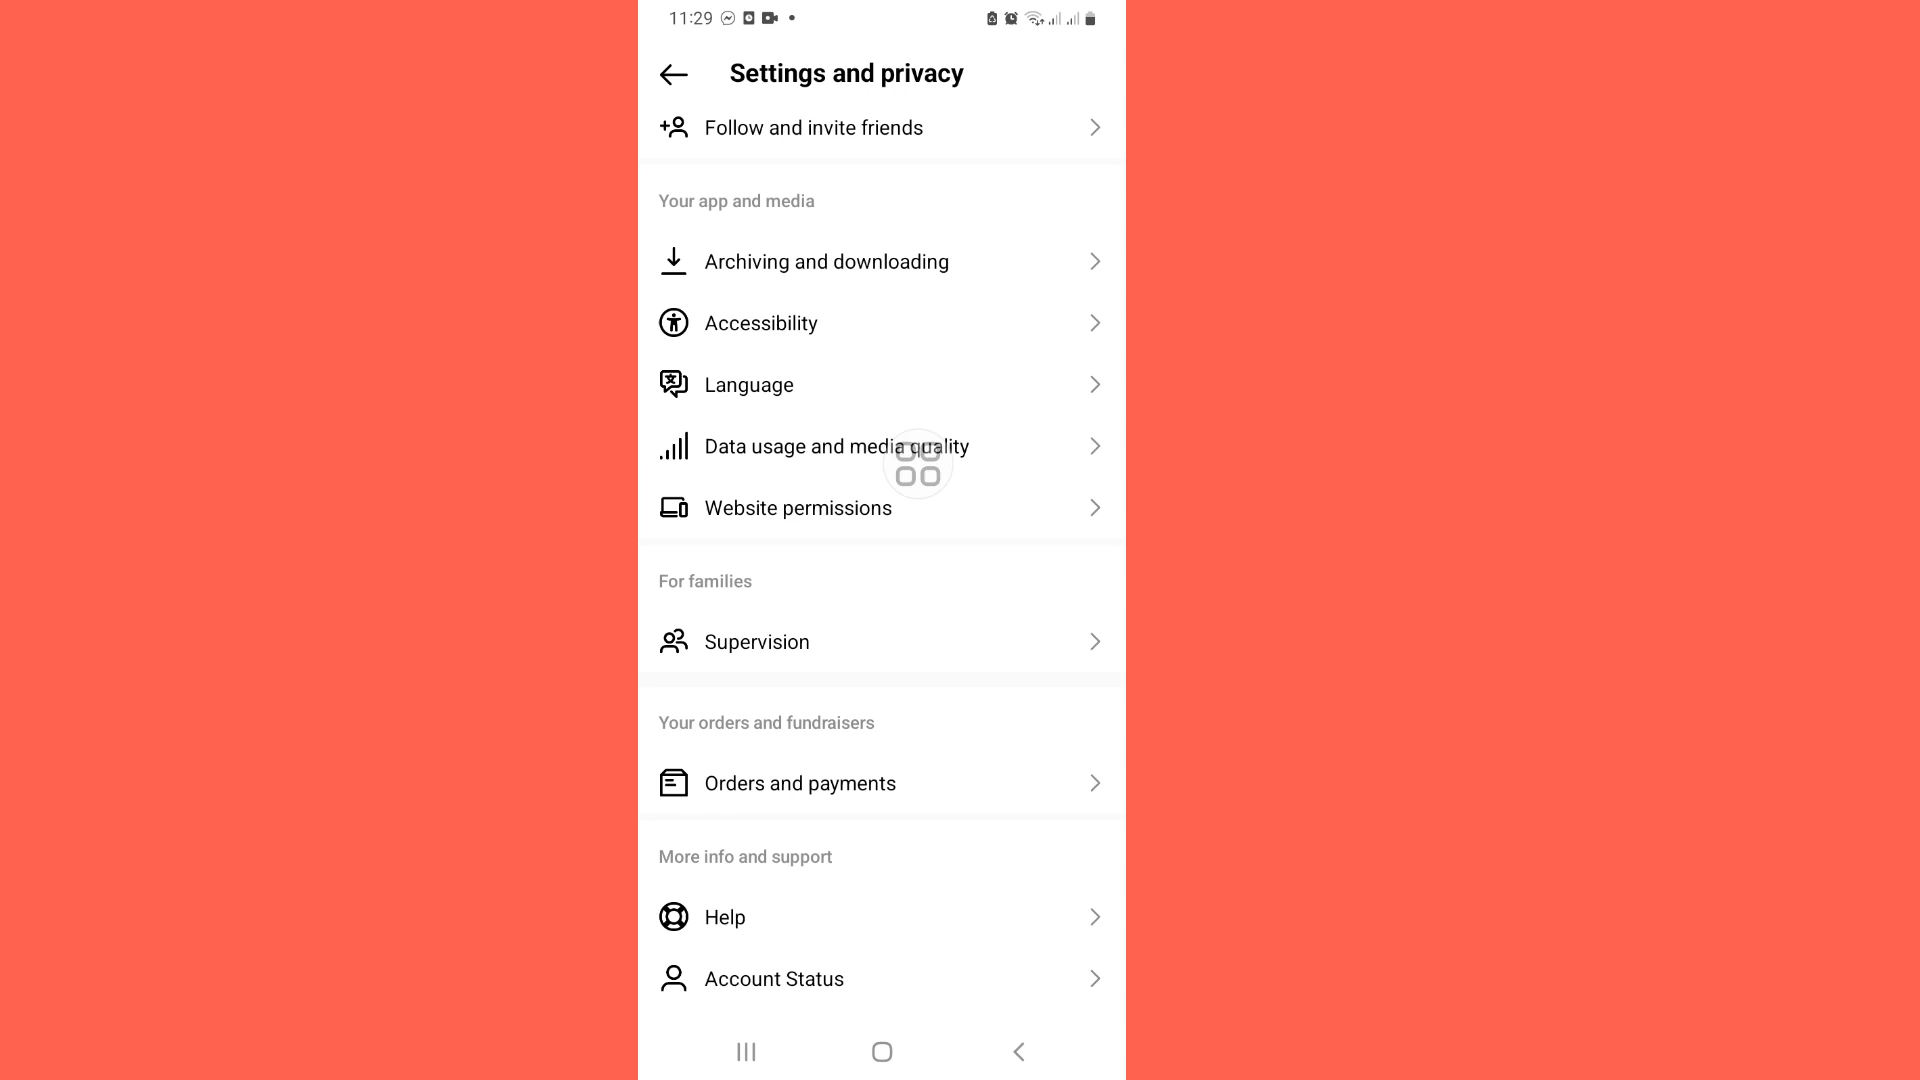 11:29
Settings and privacy
Follow and invite friends
Your app and media
Archiving and downloading
Accessibility
Language
Data usage and media quality
Website permissions
For families
Supervision
Your orders and fundraisers
Orders and payments
More info and support
Help
Account Status